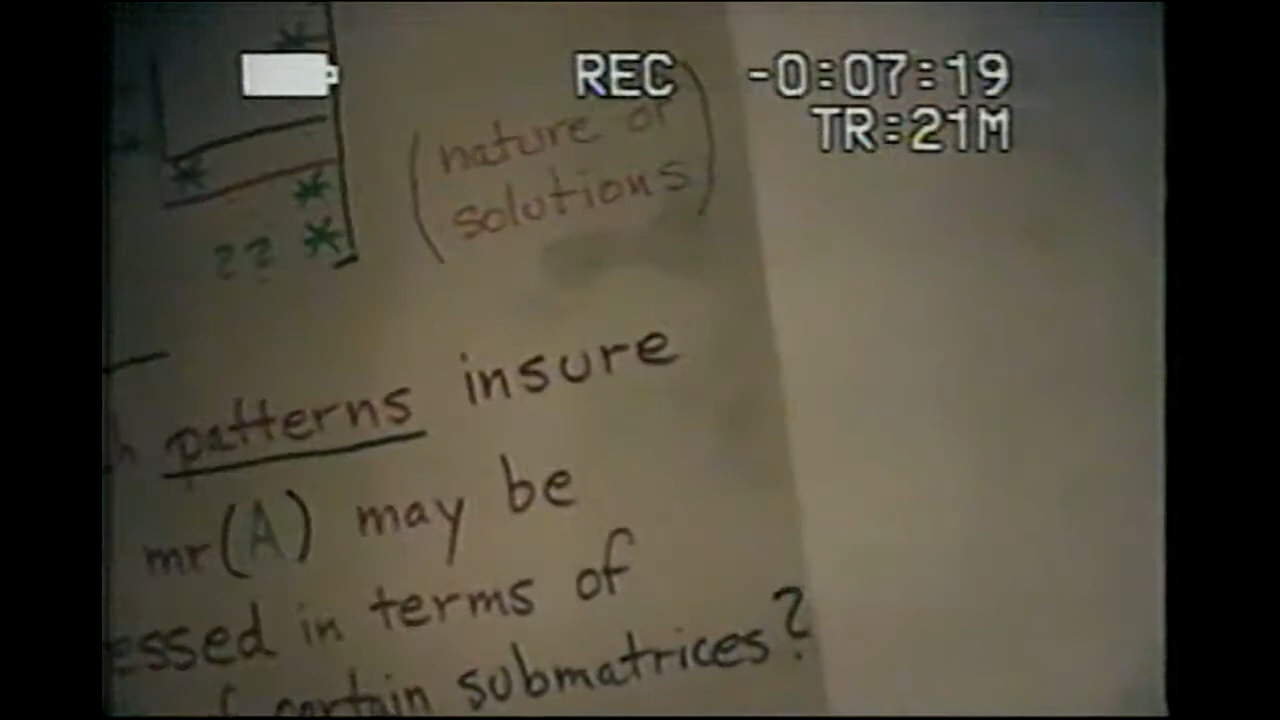 REC -0:07:19
TR:21M
(nature of
solutions)
??
patterns insure
mr(A) may be
essed in terms of
certain submatrices?